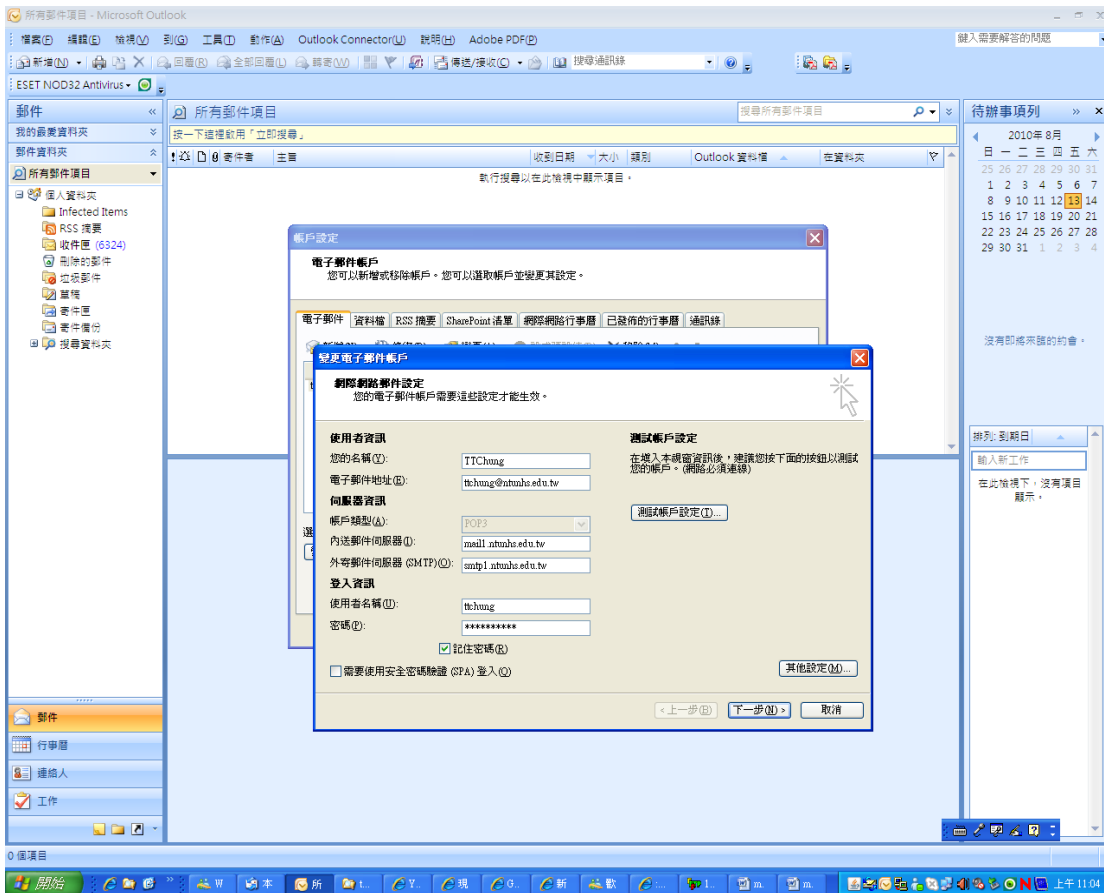 所有郵件項目 - Microsoft Outlook
檔案(F) 編輯(E) 檢視(V) 到(G) 工具(T) 動作(A) Outlook Connector(U) 說明(H) Adobe PDF(P)
鍵入需要解答的問題
新增(N) 回覆(R) 全部回覆(L) 轉寄(W) 傳送/接收(C) 搜尋通訊錄
ESET NOD32 Antivirus
郵件
我的最愛資料夾
郵件資料夾
所有郵件項目
個人資料夾
Infected Items
RSS 摘要
收件匣 (6324)
刪除的郵件
垃圾郵件
草稿
寄件匣
寄件備份
搜尋資料夾
郵件
行事曆
連絡人
工作
所有郵件項目
搜尋所有郵件項目
按一下這裡啟用「立即搜尋」
寄件者 主旨 收到日期 大小 類別 Outlook 資料檔 在資料夾
執行搜尋以在此檢視中顯示項目。
帳戶設定
電子郵件帳戶
您可以新增或移除帳戶。您可以選取帳戶並變更其設定。
電子郵件 資料檔 RSS 摘要 SharePoint 清單 網際網路行事曆 已發佈的行事曆 通訊錄
變更電子郵件帳戶
網際網路郵件設定
您的電子郵件帳戶需要這些設定才能生效。
使用者資訊
您的名稱(Y): TTChung
電子郵件地址(E): ttchung@ntunhs.edu.tw
伺服器資訊
帳戶類型(A): POP3
內送郵件伺服器(I): mail1.ntunhs.edu.tw
外寄郵件伺服器 (SMTP)(O): smtp1.ntunhs.edu.tw
登入資訊
使用者名稱(U): ttchung
密碼(P): **********
記住密碼(R)
需要使用安全密碼驗證 (SPA) 登入(Q)
測試帳戶設定
在填入本視窗資訊後，建議您按下面的按鈕以測試
您的帳戶。(網路必須連線)
測試帳戶設定(T)...
其他設定(M)...
<上一步(B) 下一步(N) > 取消
待辦事項列
2010年 8月
日 一 二 三 四 五 六
25 26 27 28 29 30 31
1 2 3 4 5 6 7
8 9 10 11 12 13 14
15 16 17 18 19 20 21
22 23 24 25 26 27 28
29 30 31 1 2 3 4
沒有即將來臨的約會。
排列: 到期日
輸入新工作
在此檢視下，沒有項目
顯示。
0 個項目
開始 W 本 所 t... Y... 現 G.. 新 歡 ... 1.. m. m. 上午 11:04